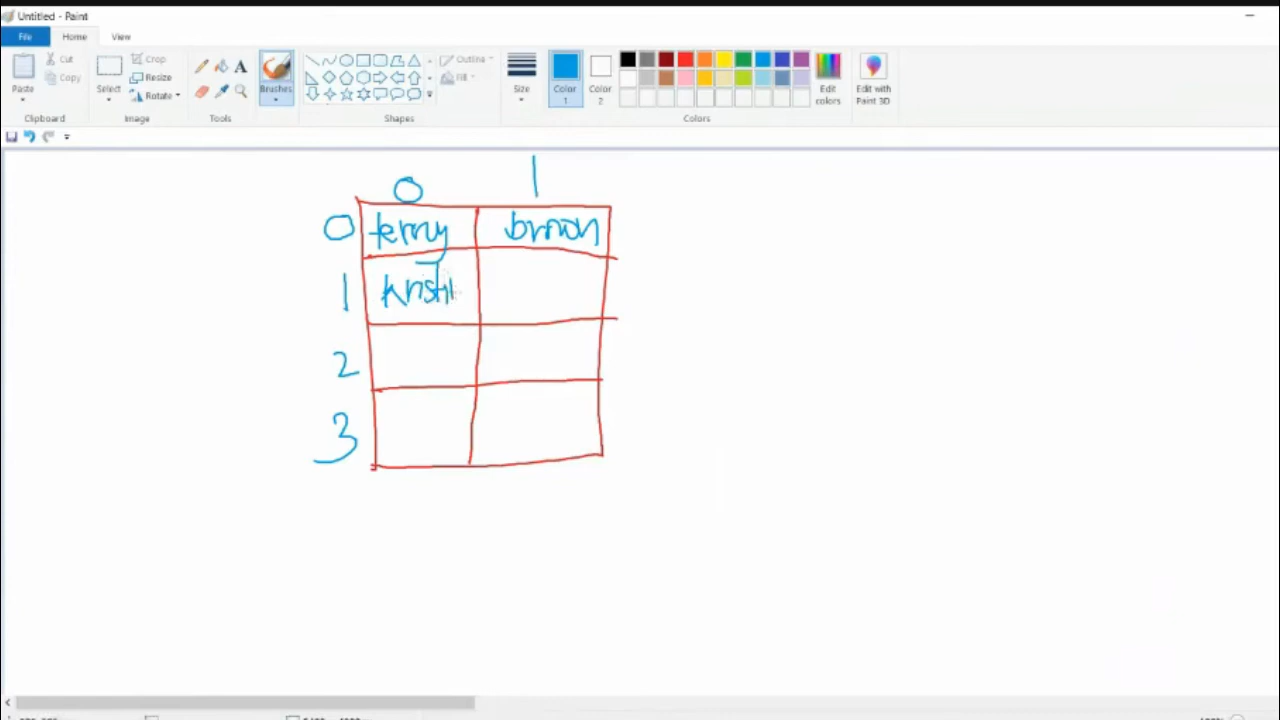 Untitled - Paint
File Home View
Paste Cut Copy Select Crop Resize Rotate A Brushes Outline Fill Size Color 1 Color 2 Edit colors Edit with Paint 3D
Clipboard Image Tools Shapes Colors
0 1
0 terry
1 kristi
2
3